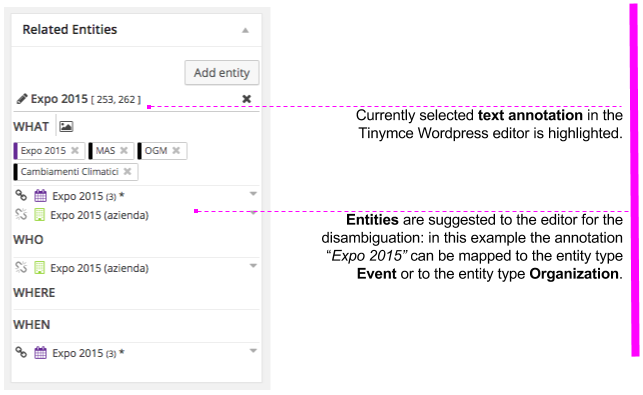 Related Entities
Add entity
Expo 2015 [ 253, 262 ]
WHAT
Expo 2015 MAS OGM
Cambiamenti Climatici
Expo 2015 (3) *
Expo 2015 (azienda)
WHO
Expo 2015 (azienda)
WHERE
WHEN
Expo 2015 (3) *
Currently selected text annotation in the
Tinymce Wordpress editor is highlighted.
Entities are suggested to the editor for the
disambiguation: in this example the annotation
“Expo 2015” can be mapped to the entity type
Event or to the entity type Organization.